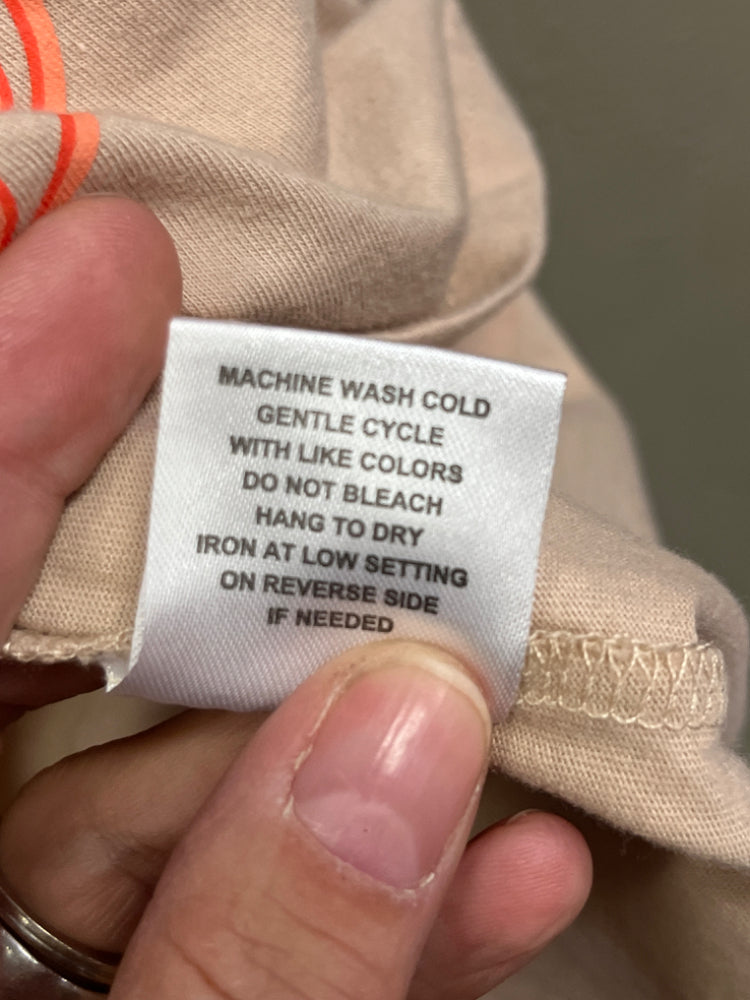 MACHINE WASH COLD
GENTLE CYCLE
WITH LIKE COLORS
DO NOT BLEACH
HANG TO DRY
IRON AT LOW SETTING
ON REVERSE SIDE
IF NEEDED